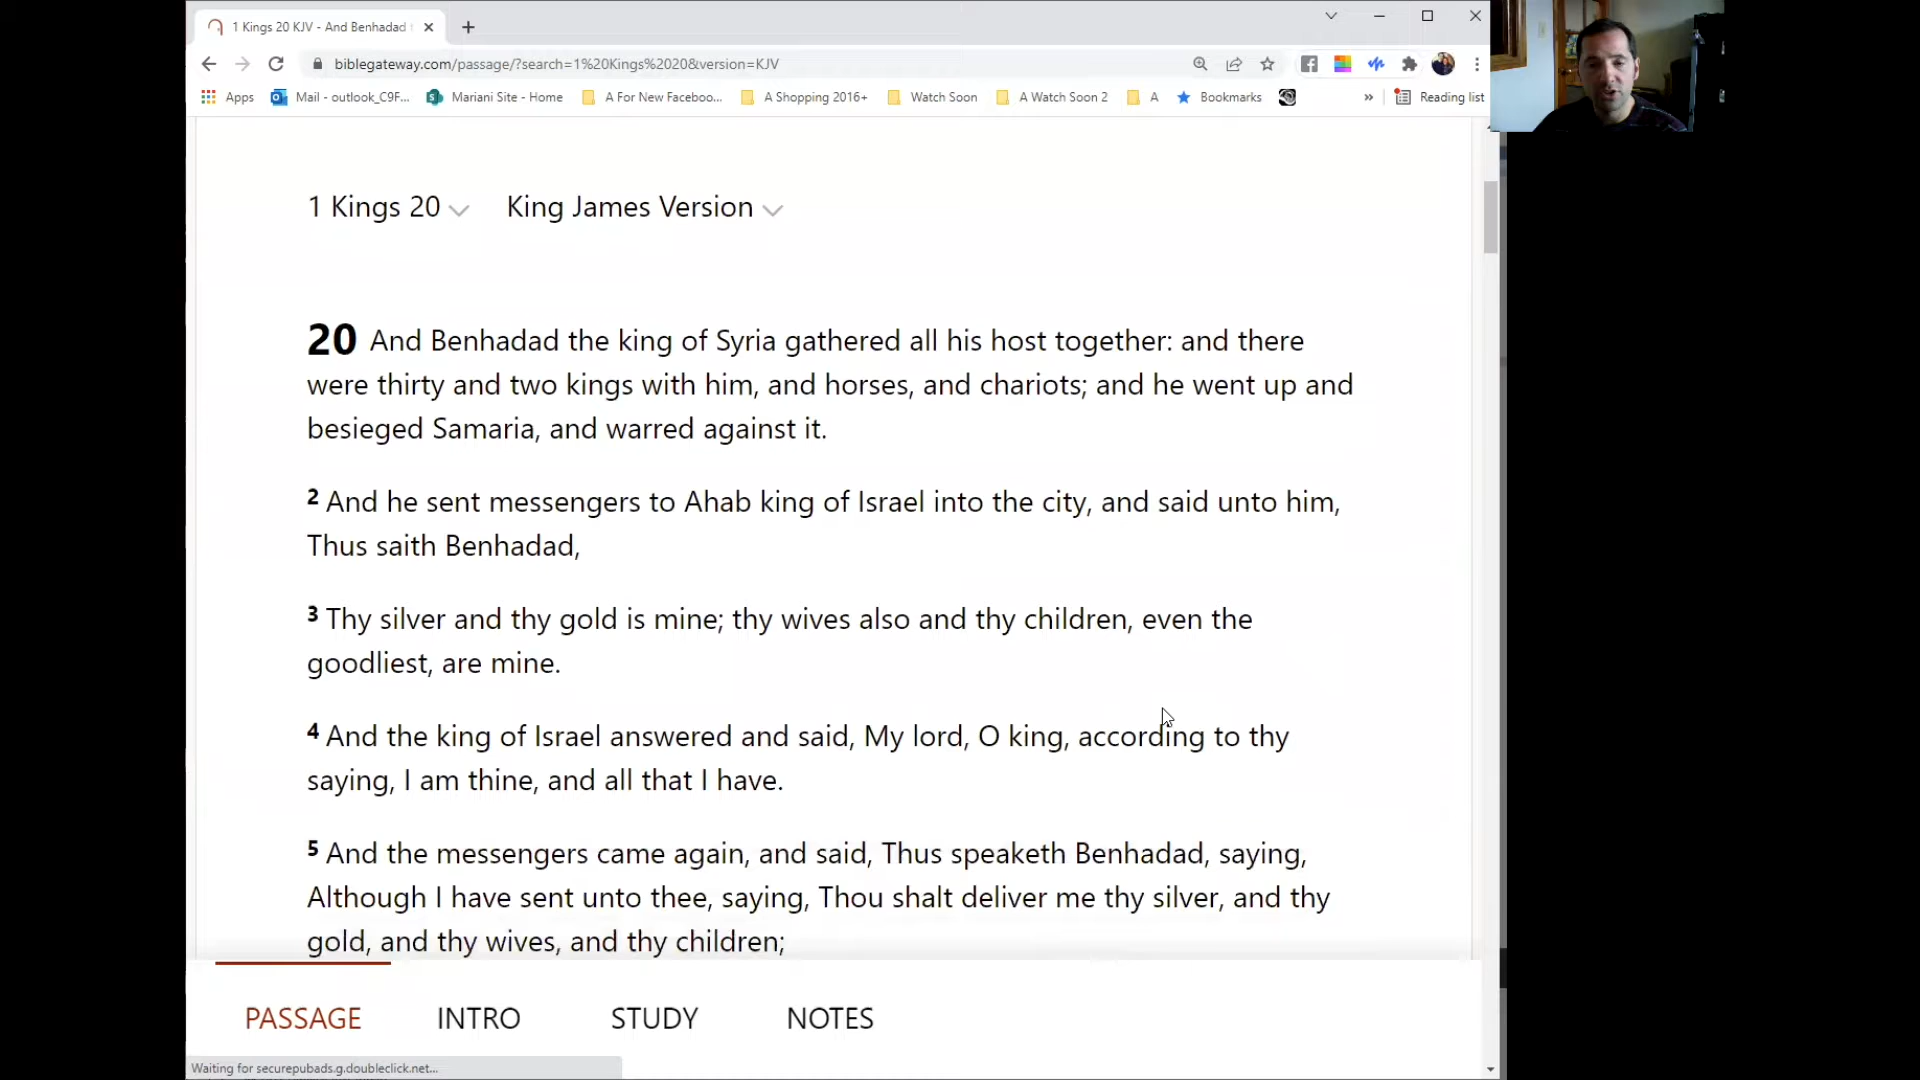 1 Kings 20 KJV - And Benhadad
biblegateway.com/passage/?search=1%20Kings%2020&version=KJV
Apps Mail - outlook_C9F... Mariani Site - Home A For New Faceboo... A Shopping 2016+ Watch Soon A Watch Soon 2 A Bookmarks » Reading list
1 Kings 20 King James Version
20 And Benhadad the king of Syria gathered all his host together: and there
were thirty and two kings with him, and horses, and chariots; and he went up and
besieged Samaria, and warred against it.
2 And he sent messengers to Ahab king of Israel into the city, and said unto him,
Thus saith Benhadad,
3 Thy silver and thy gold is mine; thy wives also and thy children, even the
goodliest, are mine.
4 And the king of Israel answered and said, My lord, O king, according to thy
saying, I am thine, and all that I have.
5 And the messengers came again, and said, Thus speaketh Benhadad, saying,
Although I have sent unto thee, saying, Thou shalt deliver me thy silver, and thy
gold, and thy wives, and thy children;
PASSAGE INTRO STUDY NOTES
Waiting for securepubads.g.doubleclick.net...